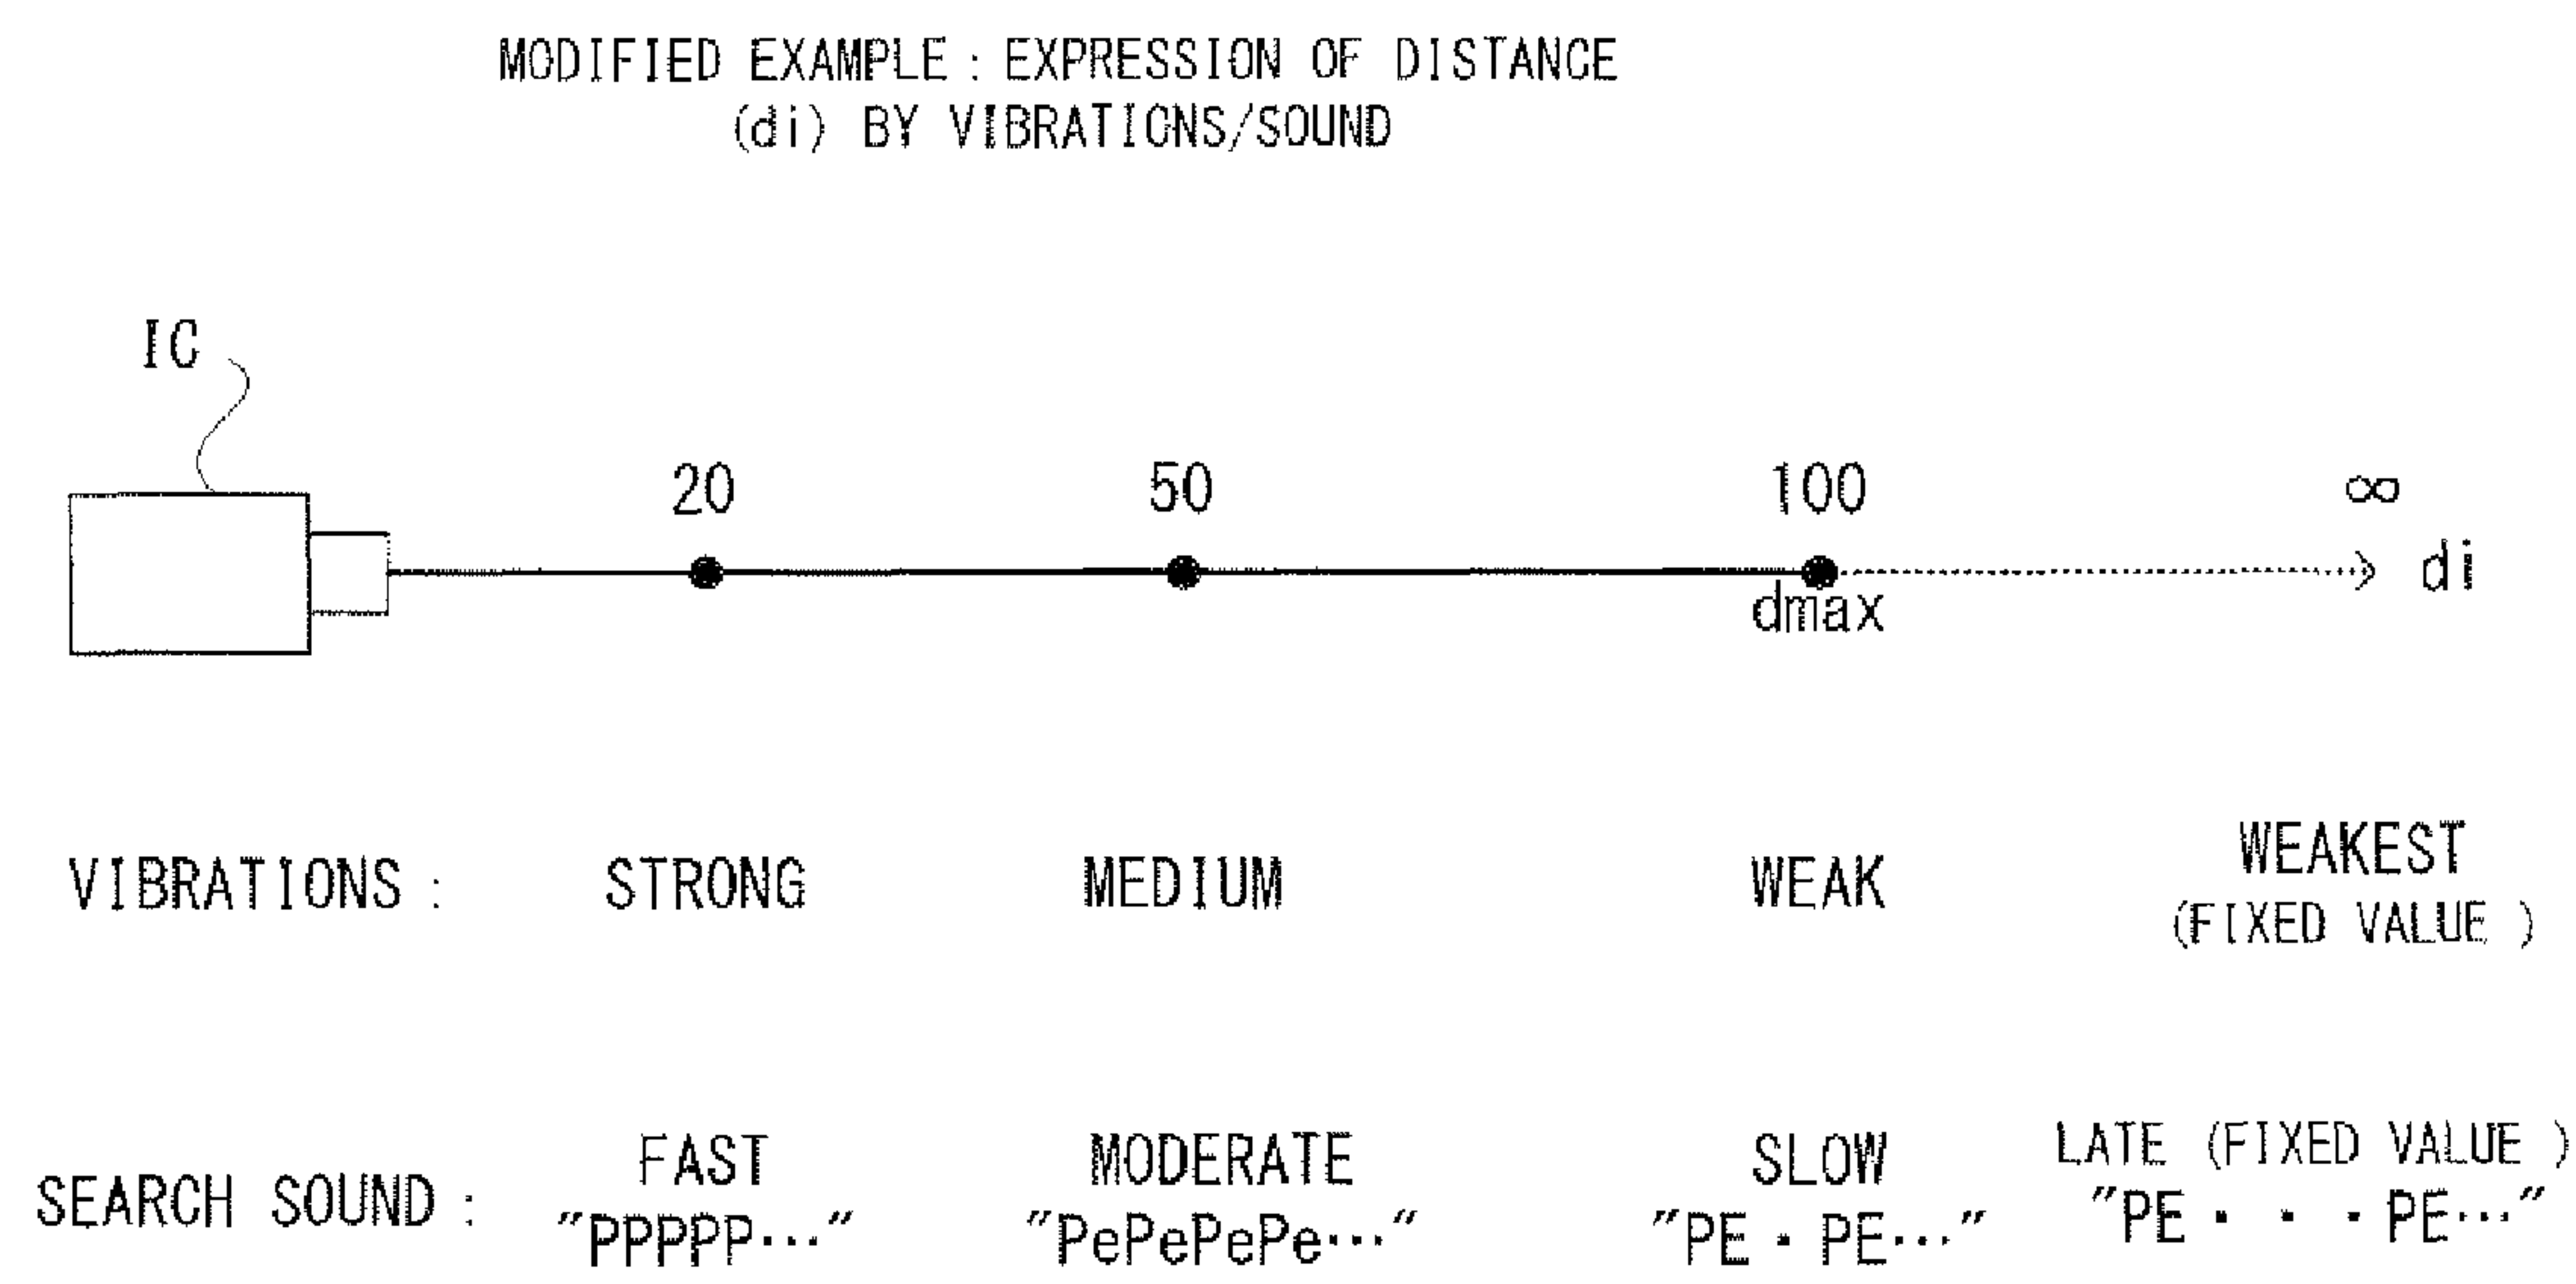 MODIFIED EXAMPLE : EXPRESSION OF DISTANCE
(di) BY VIBRATIONS/SOUND
IC
20 50 100 ∞
di
dmax
VIBRATIONS : STRONG MEDIUM WEAK WEAKEST
(FIXED VALUE )
SEARCH SOUND : FAST MODERATE SLOW LATE (FIXED VALUE )
"PPPPP···" "PePePePe···" "PE · PE···" "PE · · · PE···"